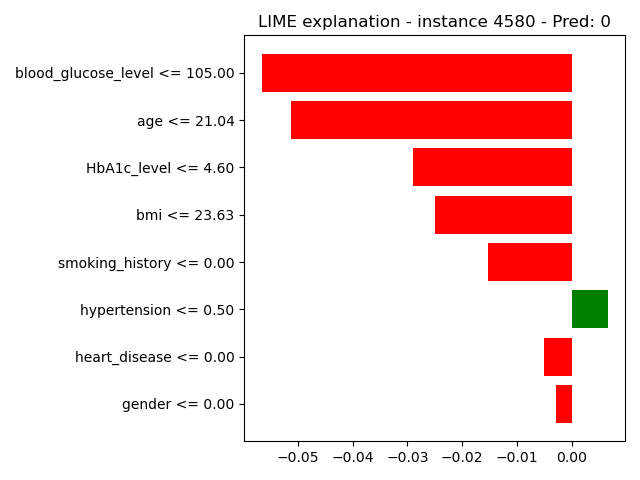 LIME explanation - instance 4580 - Pred: 0
blood_glucose_level <= 105.00
age <= 21.04
HbA1c_level <= 4.60
bmi <= 23.63
smoking_history <= 0.00
hypertension <= 0.50
heart_disease <= 0.00
gender <= 0.00
−0.05 −0.04 −0.03 −0.02 −0.01 0.00